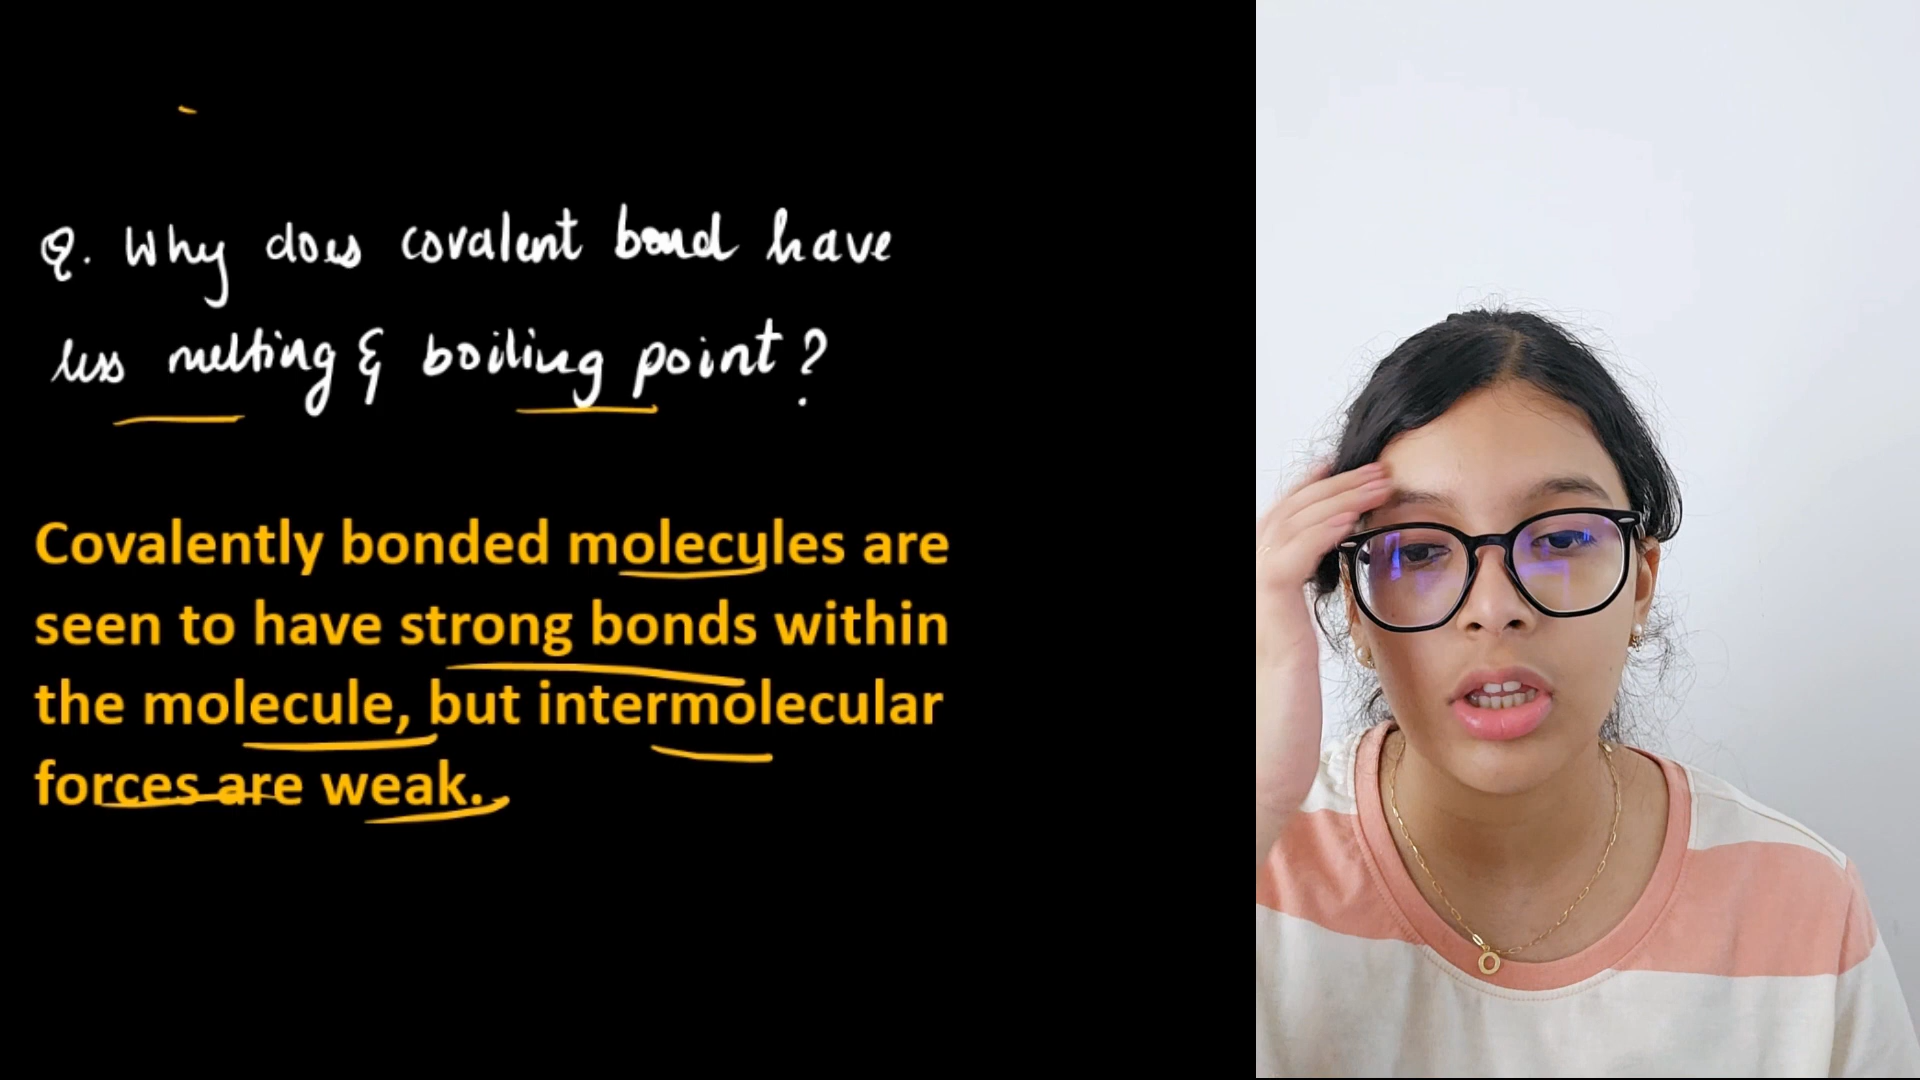 Q. Why does covalent bond have
less melting & boiling point?
Covalently bonded molecules are
seen to have strong bonds within
the molecule, but intermolecular
forces are weak.